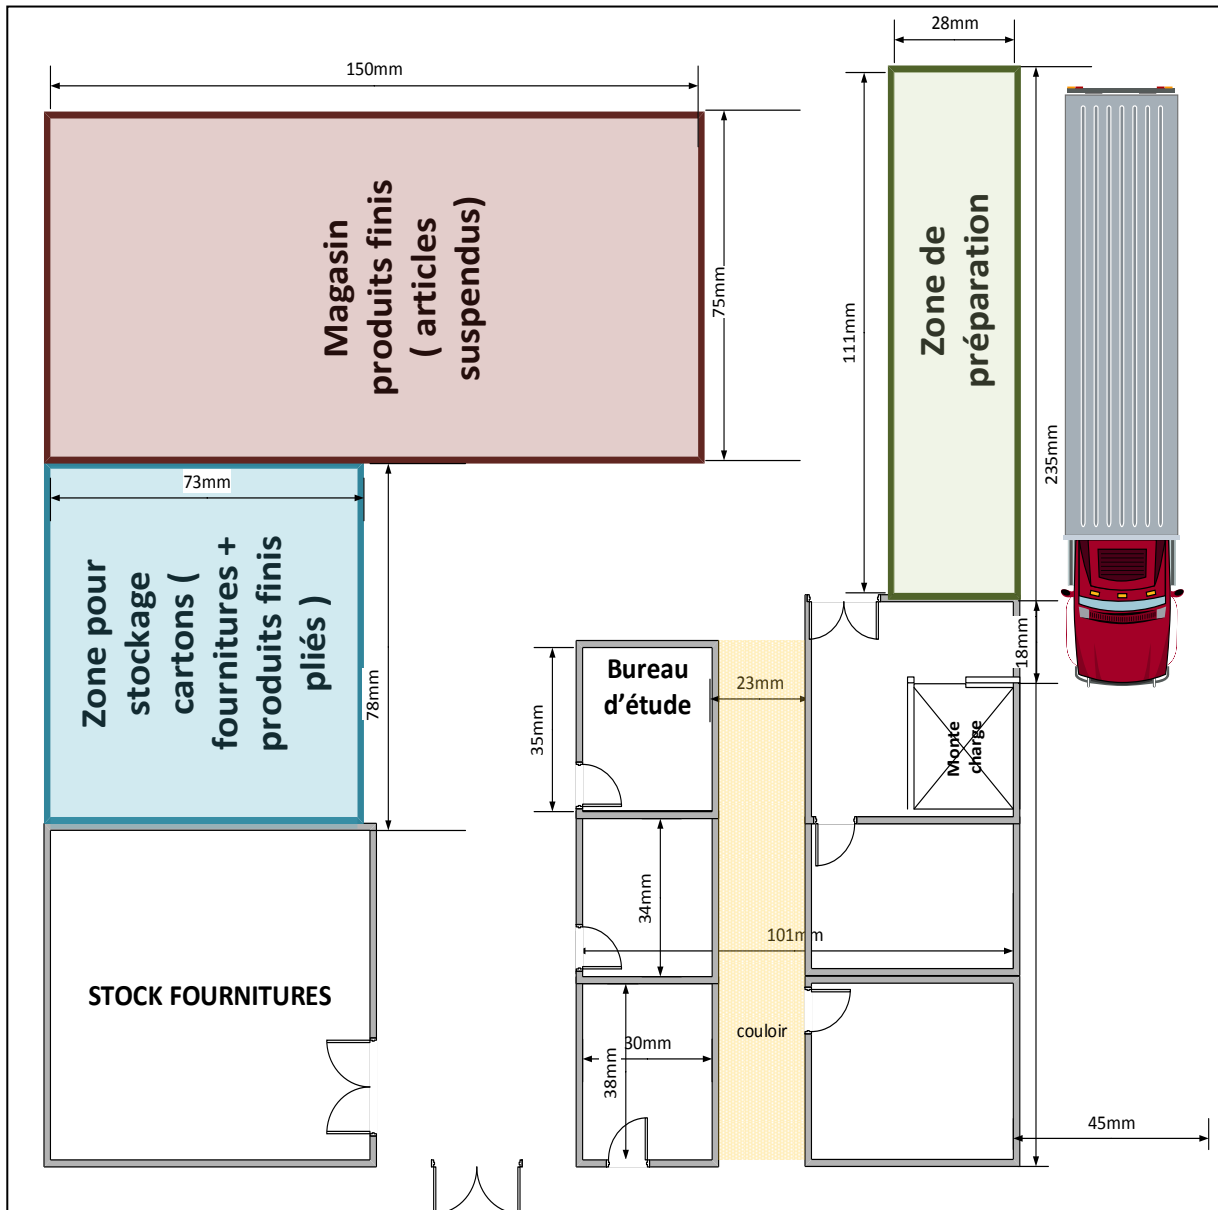 28mm
150mm
Magasin
produits finis
( articles
suspendus)
75mm
111mm
Zone de
préparation
235mm
73mm
Zone pour
stockage
cartons (
fournitures +
produits finis
pliés )
78mm
18mm
Bureau
d'étude
23mm
35mm
Monte
charge
34mm
101mm
STOCK FOURNITURES
couloir
30mm
38mm
45mm